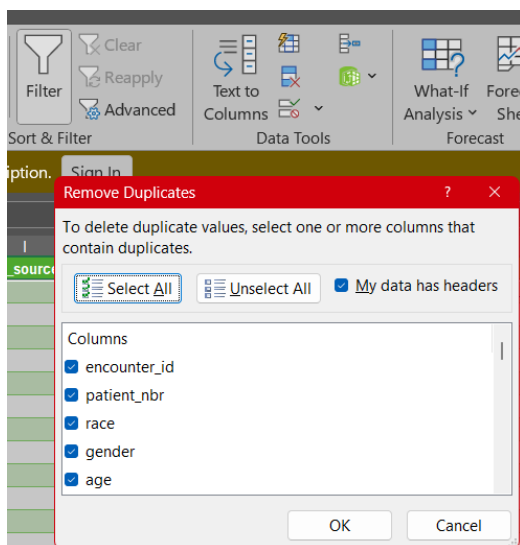 Clear
Reapply
Filter
Advanced
Sort & Filter
Text to
Columns
Data Tools
What-If
Analysis
Fore
She
Forecast
iption. Sign In
I
_source
Remove Duplicates
To delete duplicate values, select one or more columns that
contain duplicates.
Select All
Unselect All
My data has headers
Columns
encounter_id
patient_nbr
race
gender
age
OK
Cancel